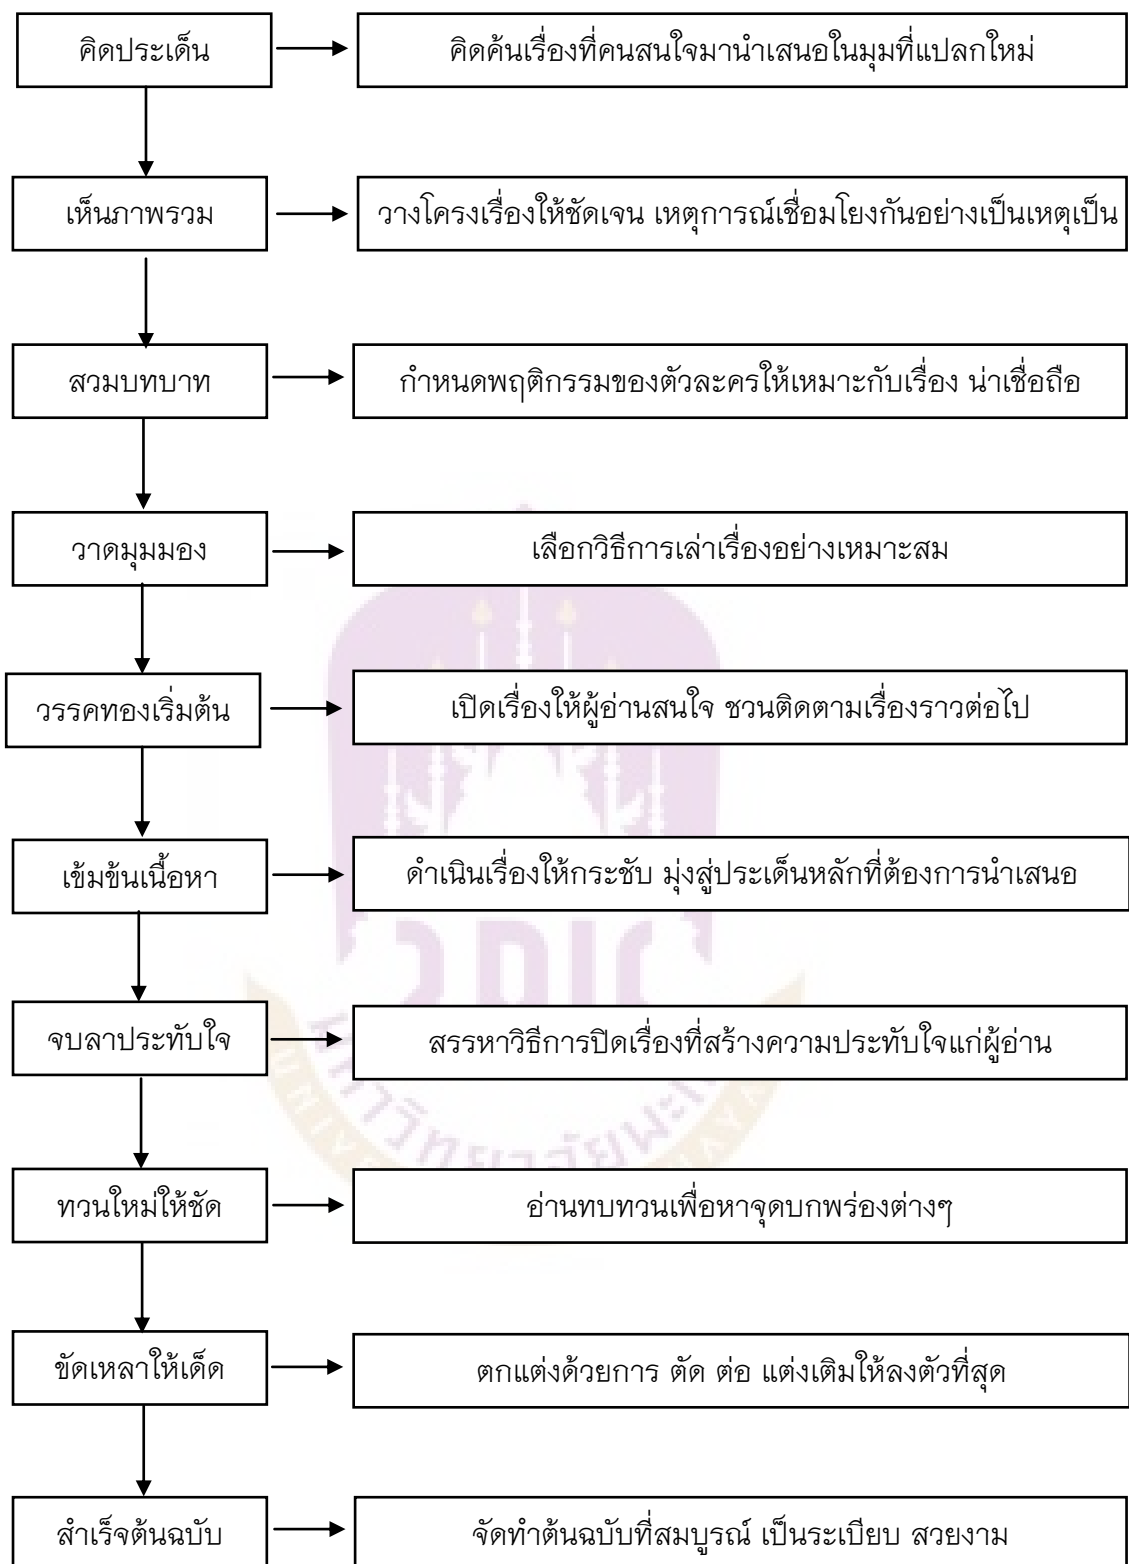 คิดประเด็น
คิดค้นเรื่องที่คนสนใจมานำเสนอในมุมที่แปลกใหม่
เห็นภาพรวม
วางโครงเรื่องให้ชัดเจน เหตุการณ์เชื่อมโยงกันอย่างเป็นเหตุเป็น
สวมบทบาท
กำหนดพฤติกรรมของตัวละครให้เหมาะกับเรื่อง น่าเชื่อถือ
วาดมุมมอง
เลือกวิธีการเล่าเรื่องอย่างเหมาะสม
วรรคทองเริ่มต้น
เปิดเรื่องให้ผู้อ่านสนใจ ชวนติดตามเรื่องราวต่อไป
เข้มข้นเนื้อหา
ดำเนินเรื่องให้กระชับ มุ่งสู่ประเด็นหลักที่ต้องการนำเสนอ
จบลาประทับใจ
สรรหาวิธีการปิดเรื่องที่สร้างความประทับใจแก่ผู้อ่าน
ทวนใหม่ให้ชัด
อ่านทบทวนเพื่อหาจุดบกพร่องต่างๆ
ขัดเหลาให้เด็ด
ตกแต่งด้วยการ ตัด ต่อ แต่งเติมให้ลงตัวที่สุด
สำเร็จต้นฉบับ
จัดทำต้นฉบับที่สมบูรณ์ เป็นระเบียบ สวยงาม